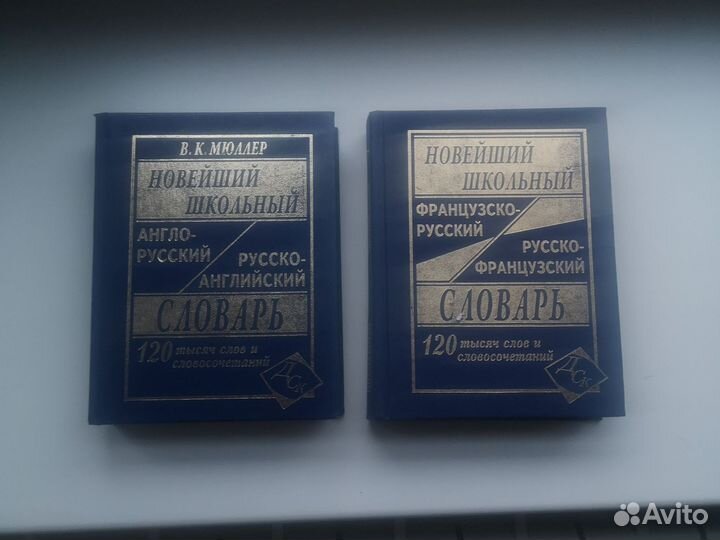 В. К. МЮЛЛЕР
НОВЕЙШИЙ
ШКОЛЬНЫЙ
АНГЛО-
РУССКИЙ
РУССКО-
АНГЛИЙСКИЙ
СЛОВАРЬ
120 тысяч слов и
словосочетаний
ДСК
НОВЕЙШИЙ
ШКОЛЬНЫЙ
ФРАНЦУЗСКО-
РУССКИЙ
РУССКО-
ФРАНЦУЗСКИЙ
СЛОВАРЬ
120 тысяч слов и
словосочетаний
ДСК
Avito